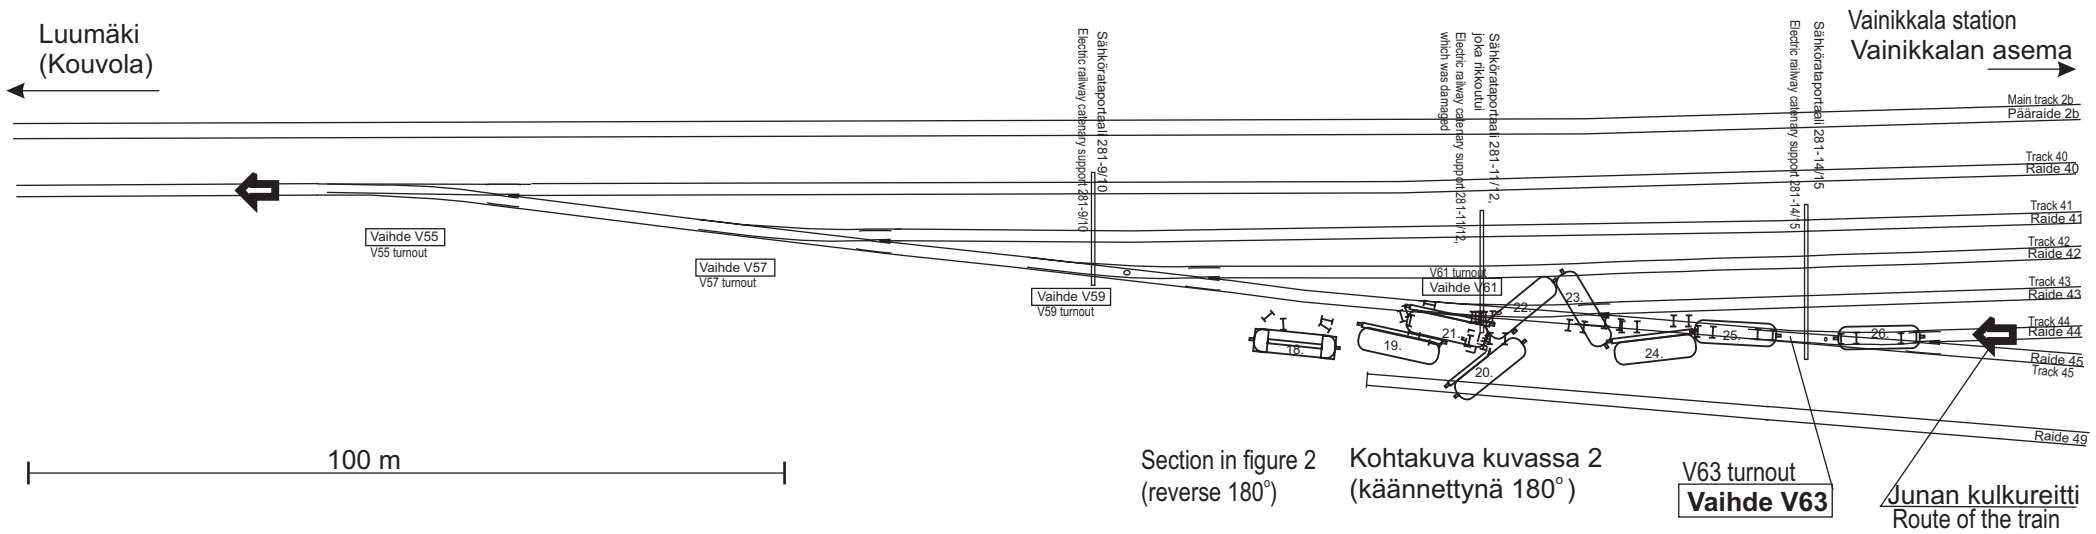 Luumäki
(Kouvola)
Sähkörataportaali 281-9/10
Electric railway catenary support 281-9/10
Sähkörataportaali 281-11/12,
joka rikkoutui
Electric railway catenary support 281-11/12,
which was damaged
Sähkörataportaali 281-14/15
Electric railway catenary support 281-14/15
Vainikkala station
Vainikkalan asema
Main track 2b
Pääraide 2b
Track 40
Raide 40
Track 41
Raide 41
Track 42
Raide 42
Track 43
Raide 43
Track 44
Raide 44
Raide 45
Track 45
Raide 49
Vaihde V55
V55 turnout
Vaihde V57
V57 turnout
Vaihde V59
V59 turnout
V61 turnout
Vaihde V61
18.
19.
20.
21.
22.
23.
24.
25.
26.
100 m
Section in figure 2
(reverse 180°)
Kohtakuva kuvassa 2
(käännettynä 180°)
V63 turnout
Vaihde V63
Junan kulkureitti
Route of the train